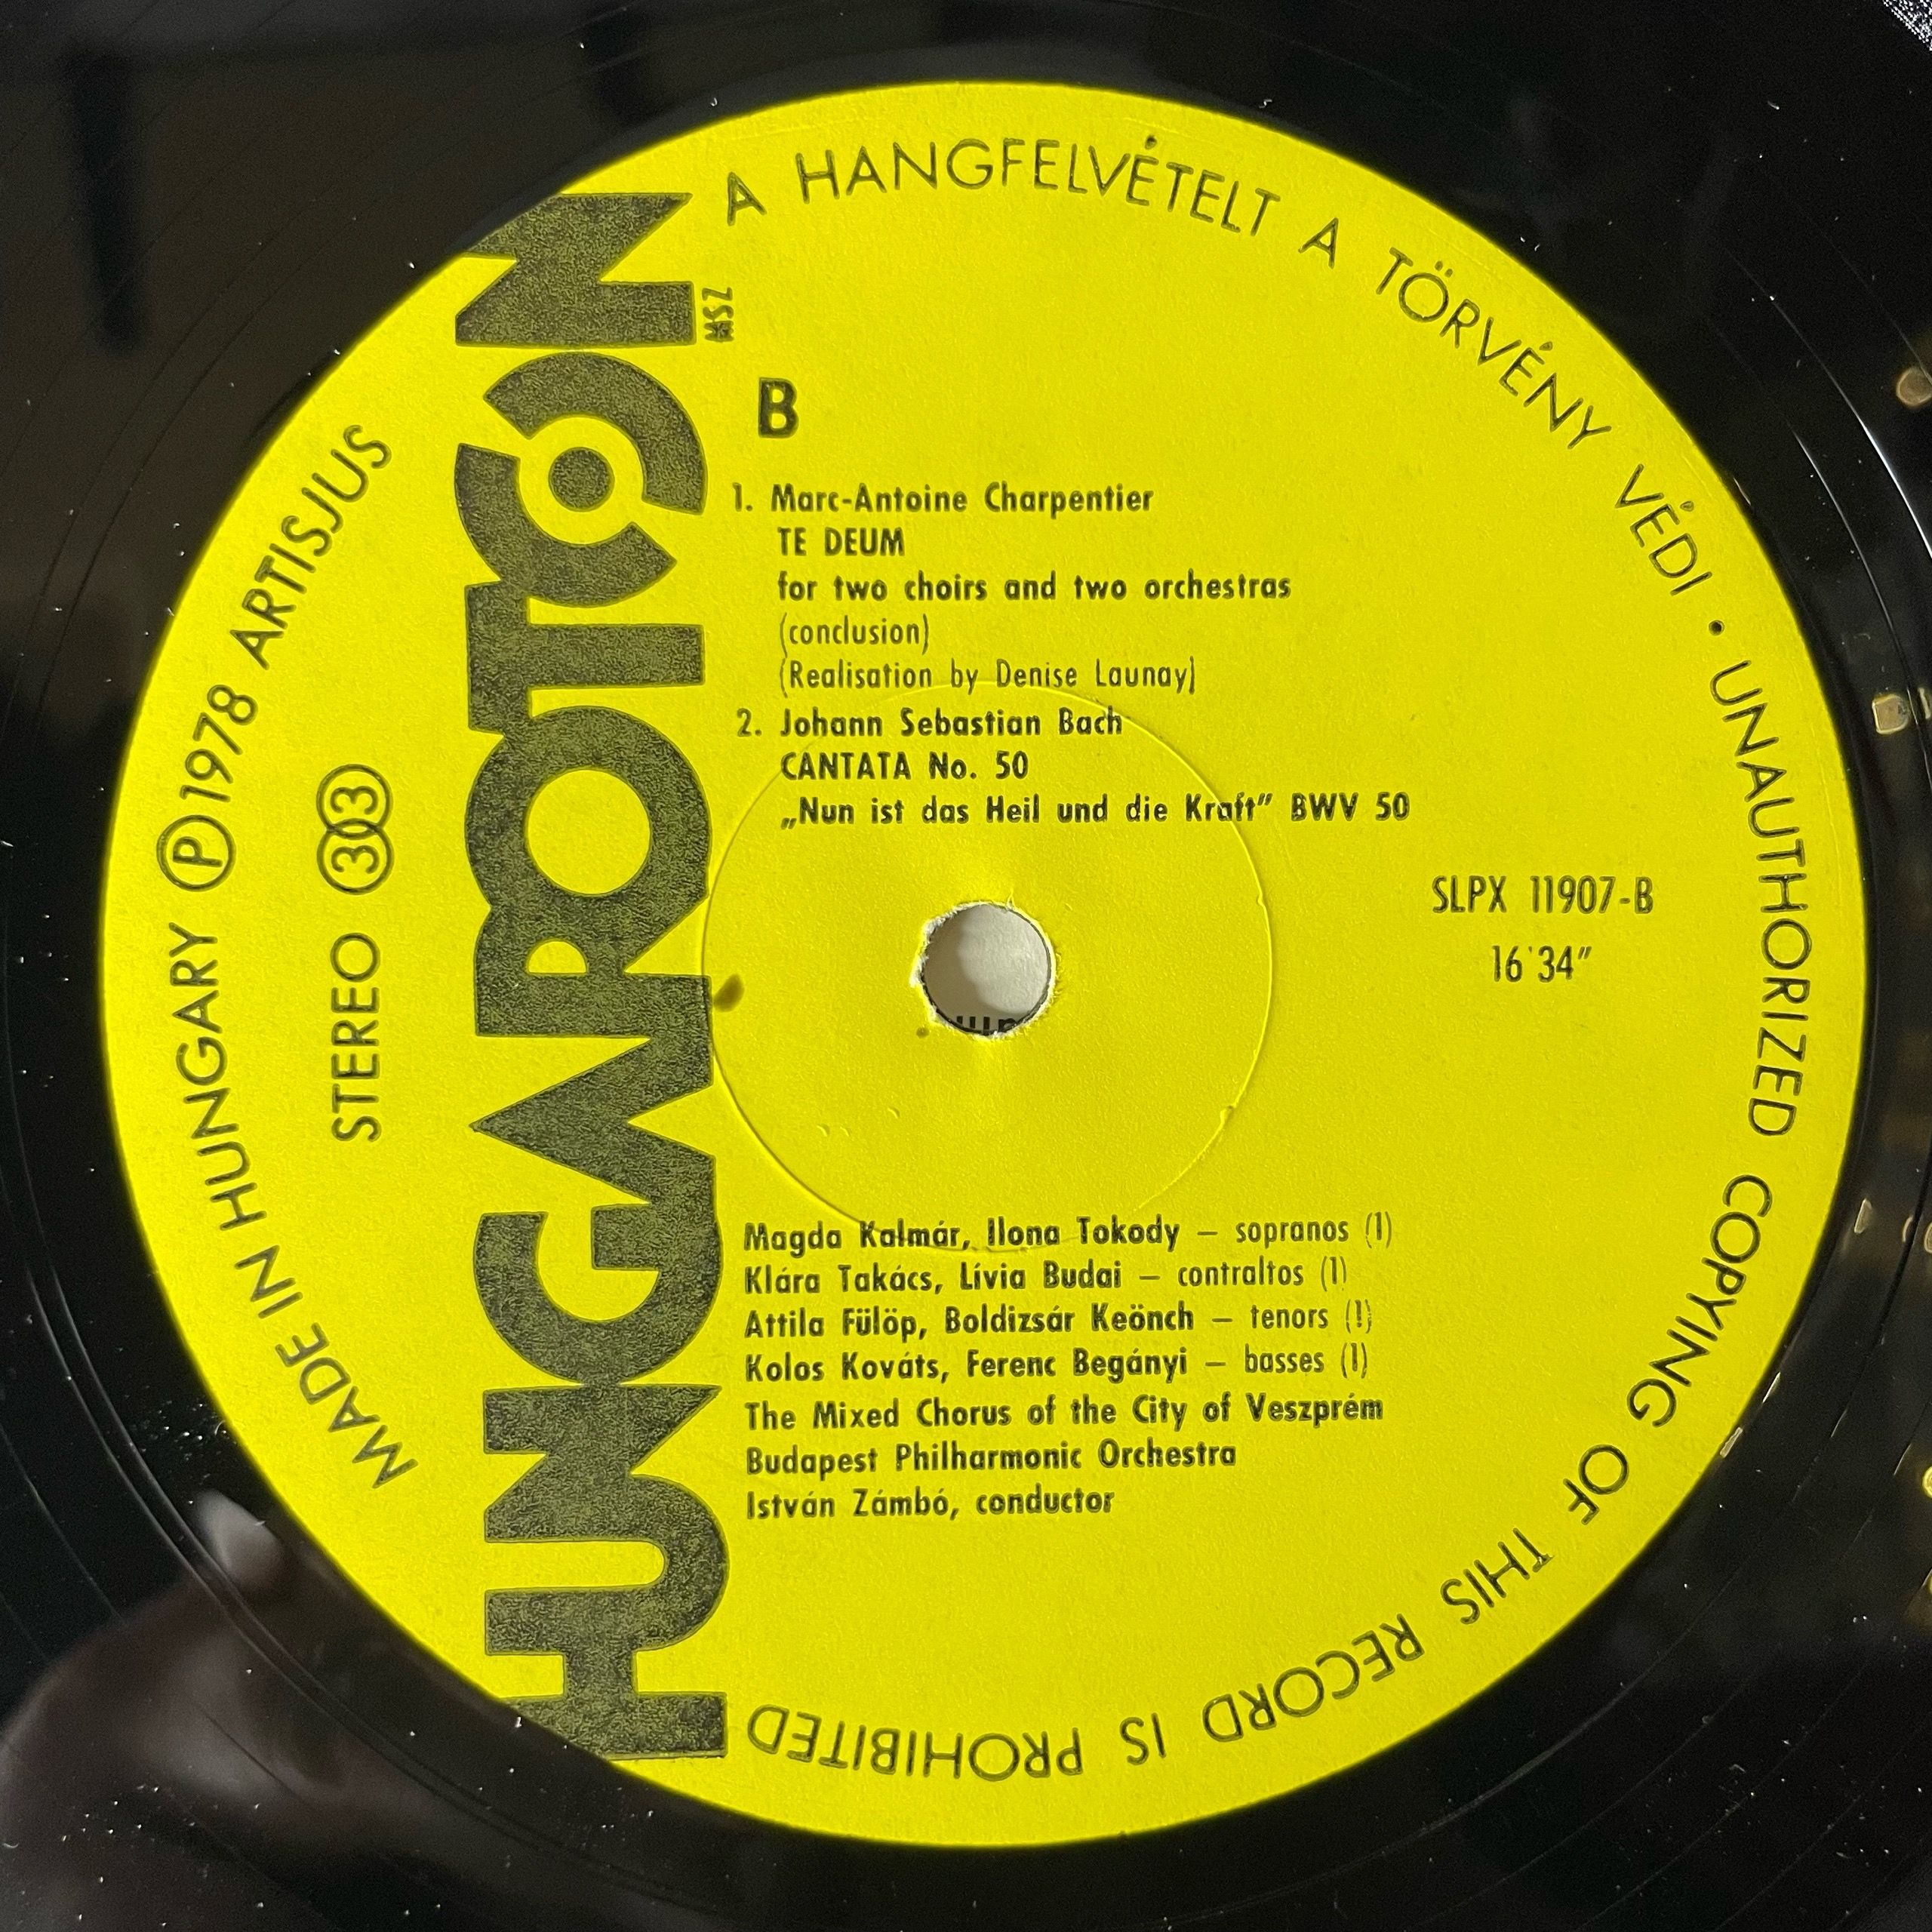 A HANGFELVÉTELT A TÖRVÉNY VÉDI • UNAUTHORIZED COPYING OF THIS RECORD IS PROHIBITED
MADE IN HUNGARY Ⓟ 1978 ARTISJUS
STEREO 33
HUNGAROTON
MSZ
B
1. Marc-Antoine Charpentier
TE DEUM
for two choirs and two orchestras
(conclusion)
(Realisation by Denise Launay)
2. Johann Sebastian Bach
CANTATA No. 50
„Nun ist das Heil und die Kraft” BWV 50
SLPX 11907-B
16'34”
Magda Kalmár, Ilona Tokody – sopranos (1)
Klára Takács, Lívia Budai – contraltos (1)
Attila Fülöp, Boldizsár Keönch – tenors (1)
Kolos Kováts, Ferenc Begányi – basses (1)
The Mixed Chorus of the City of Veszprém
Budapest Philharmonic Orchestra
István Zámbó, conductor